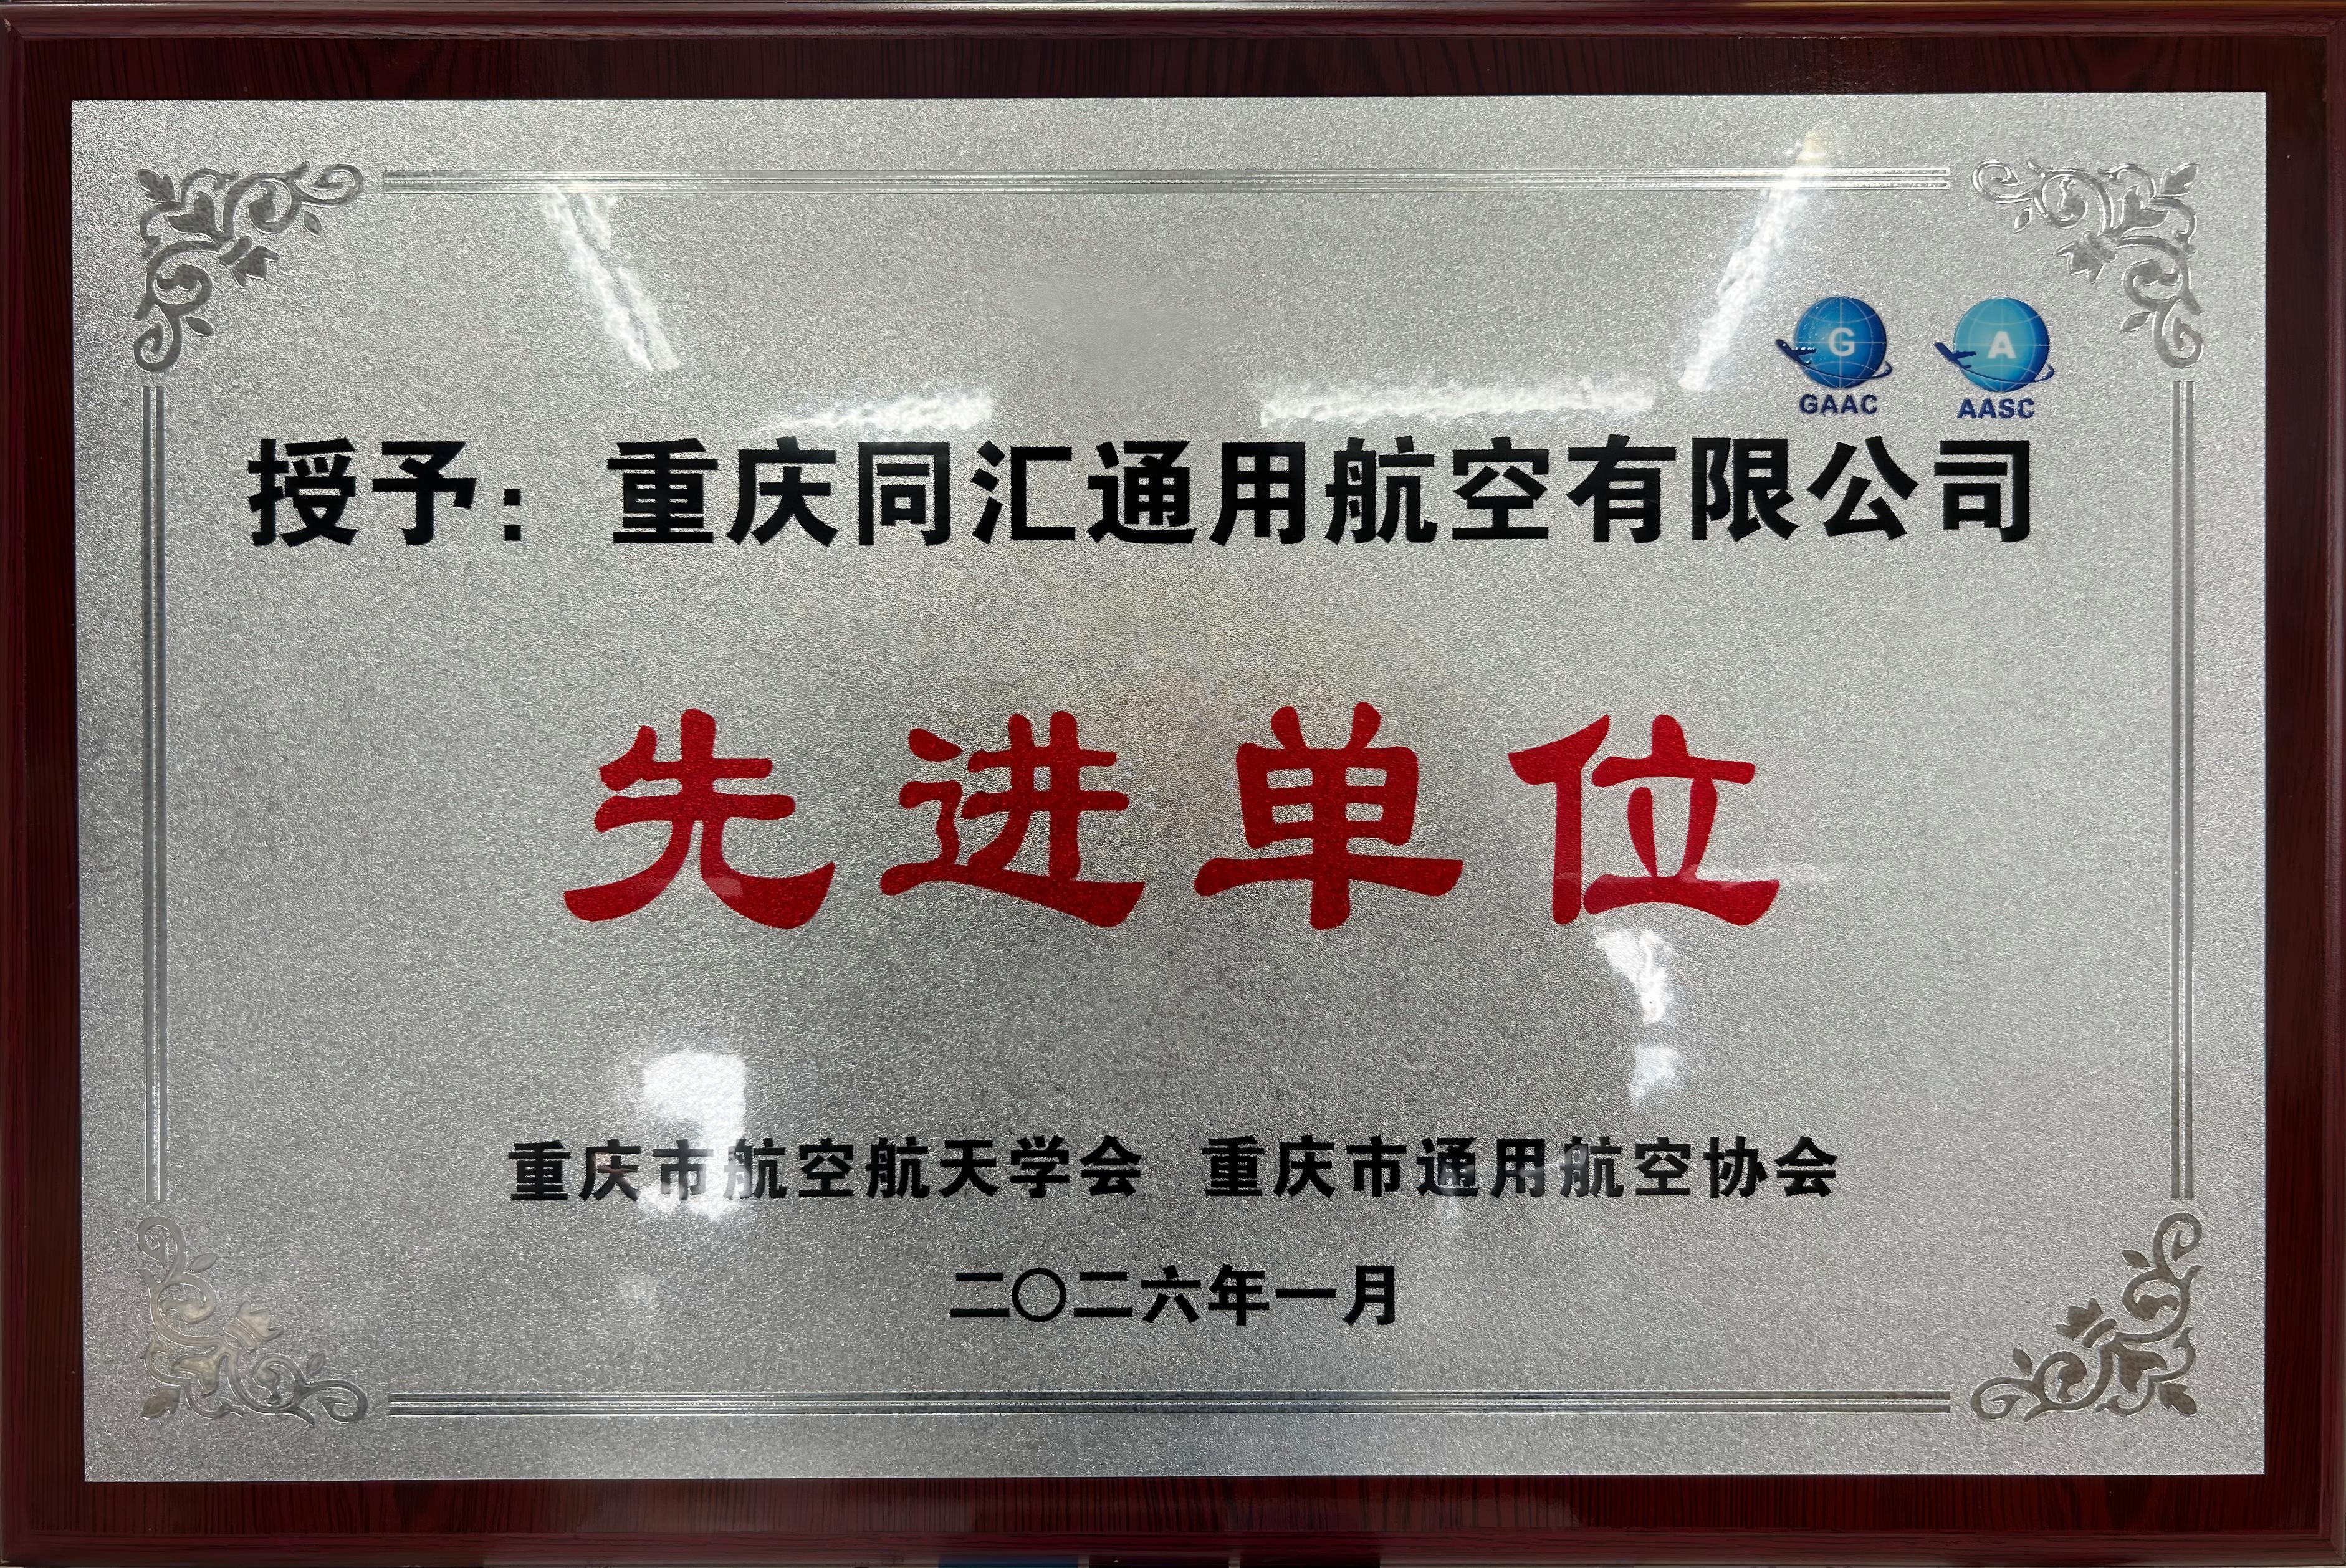 G A
GAAC AASC
授予：重庆同汇通用航空有限公司
先进单位
重庆市航空航天学会 重庆市通用航空协会
二〇二六年一月